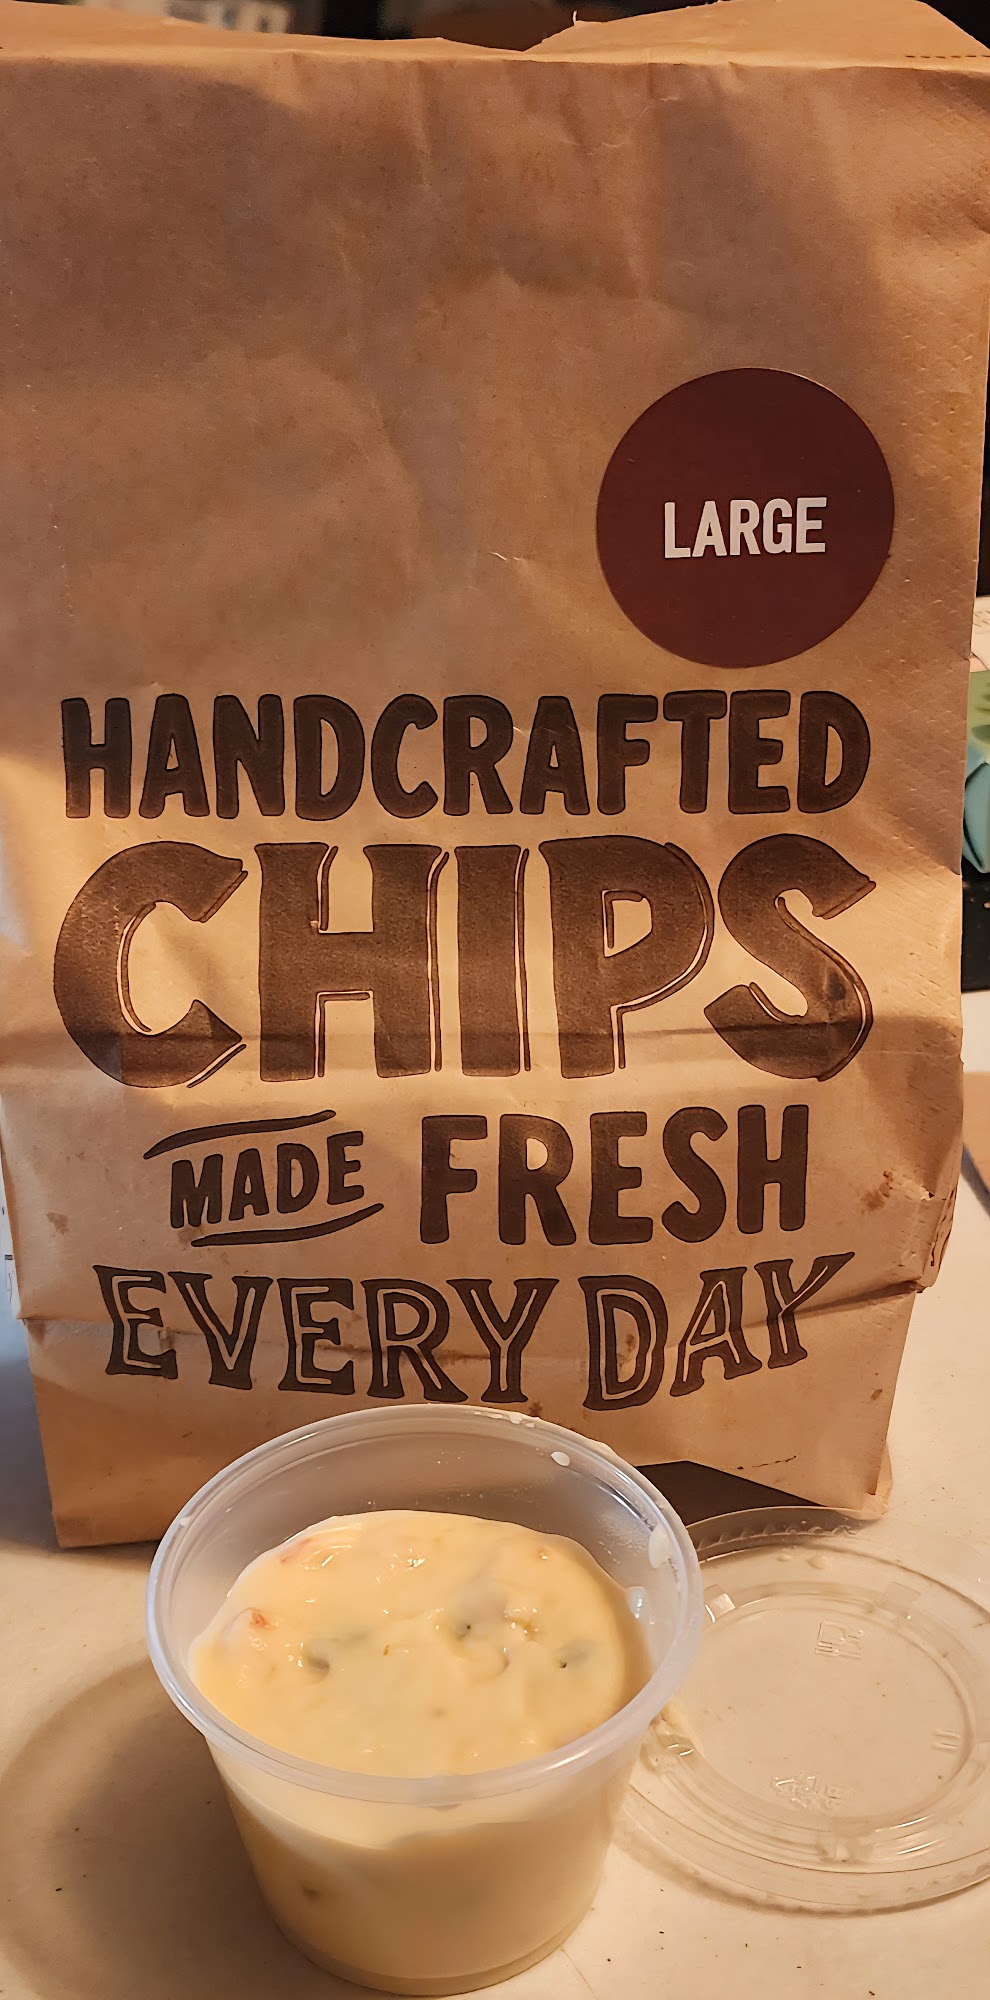 LARGE
HANDCRAFTED
CHIPS
MADE FRESH
EVERY DAY